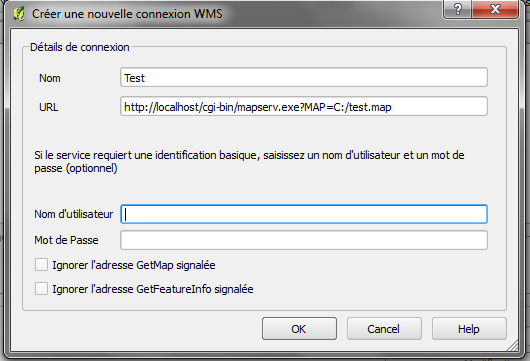 Créer une nouvelle connexion WMS
Détails de connexion
Nom
Test
URL
http://localhost/cgi-bin/mapserv.exe?MAP=C:/test.map
Si le service requiert une identification basique, saisissez un nom d'utilisateur et un mot de
passe (optionnel)
Nom d'utilisateur
Mot de Passe
Ignorer l'adresse GetMap signalée
Ignorer l'adresse GetFeatureInfo signalée
OK
Cancel
Help